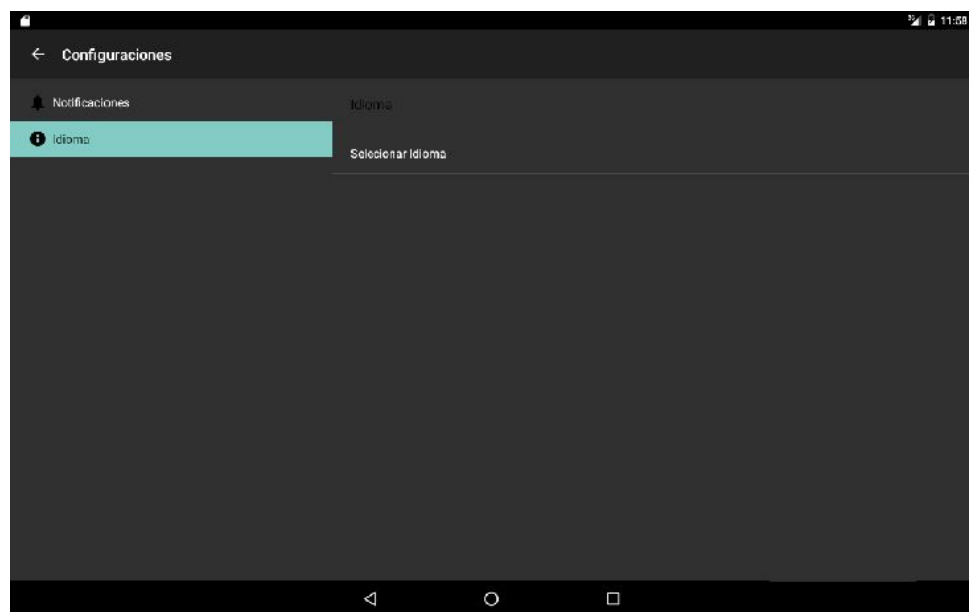 11:58
Configuraciones
Notificaciones
Idioma
Idioma
Selecionar Idioma